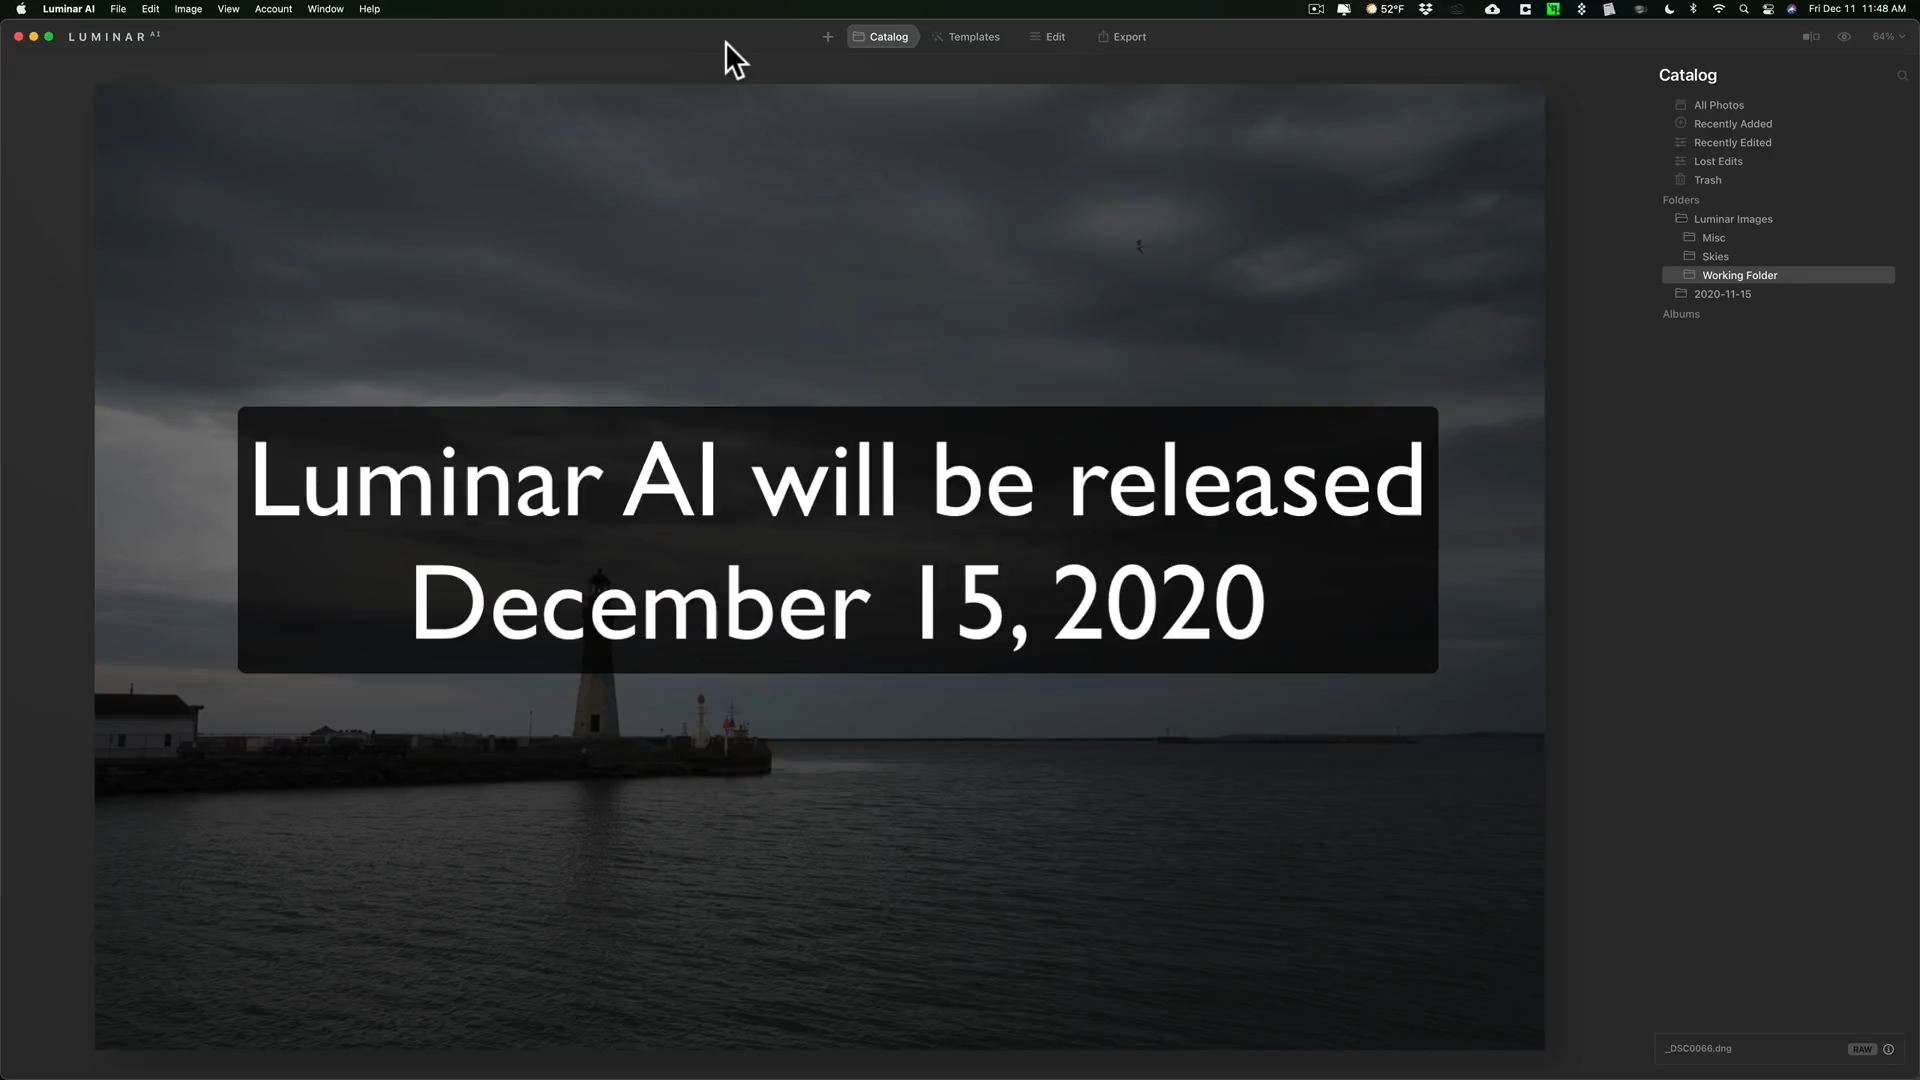 Luminar AI File Edit Image View Account Window Help 52°F Fri Dec 11 11:48 AM
LUMINAR AI + Catalog Templates Edit Export 64%
Catalog
All Photos
Recently Added
Recently Edited
Lost Edits
Trash
Folders
Luminar Images
Misc
Skies
Working Folder
2020-11-15
Albums
Luminar AI will be released
December 15, 2020
_DSC0066.dng RAW